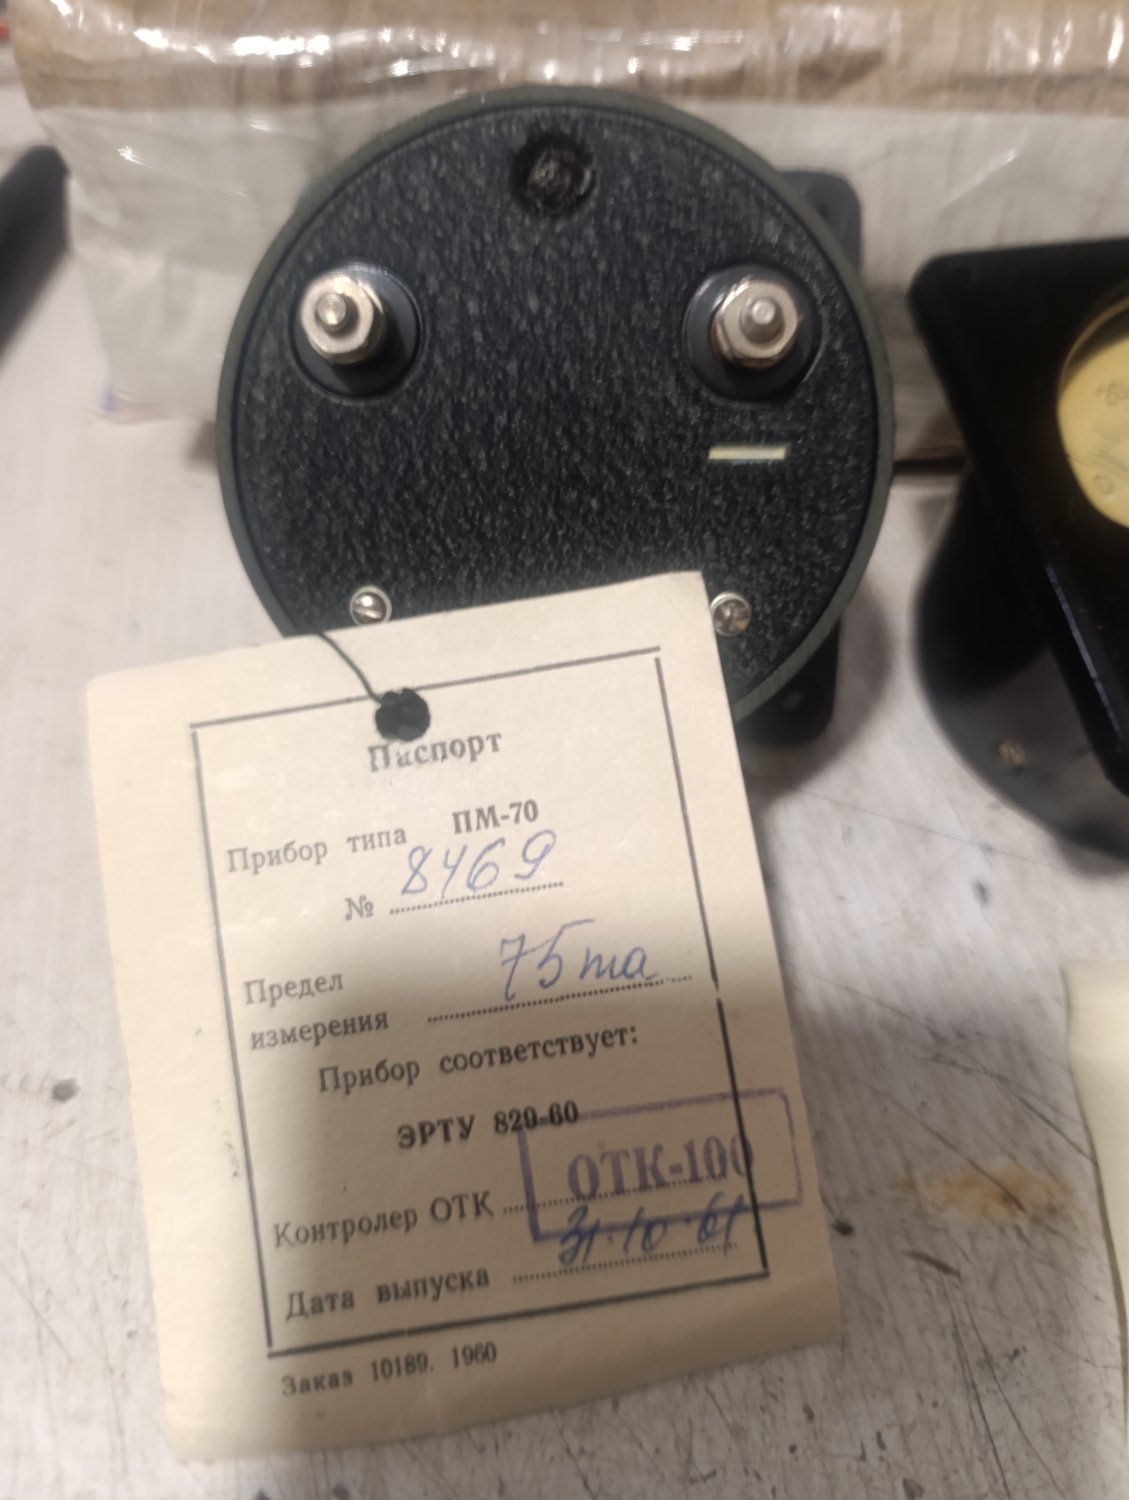 Паспорт
Прибор типа ПМ-70
№ 8469
Предел
измерения 75 ma
Прибор соответствует:
ЭРТУ 829-60
ОТК-100
Контролер ОТК
Дата выпуска 31.10.61
Заказ 10189. 1960